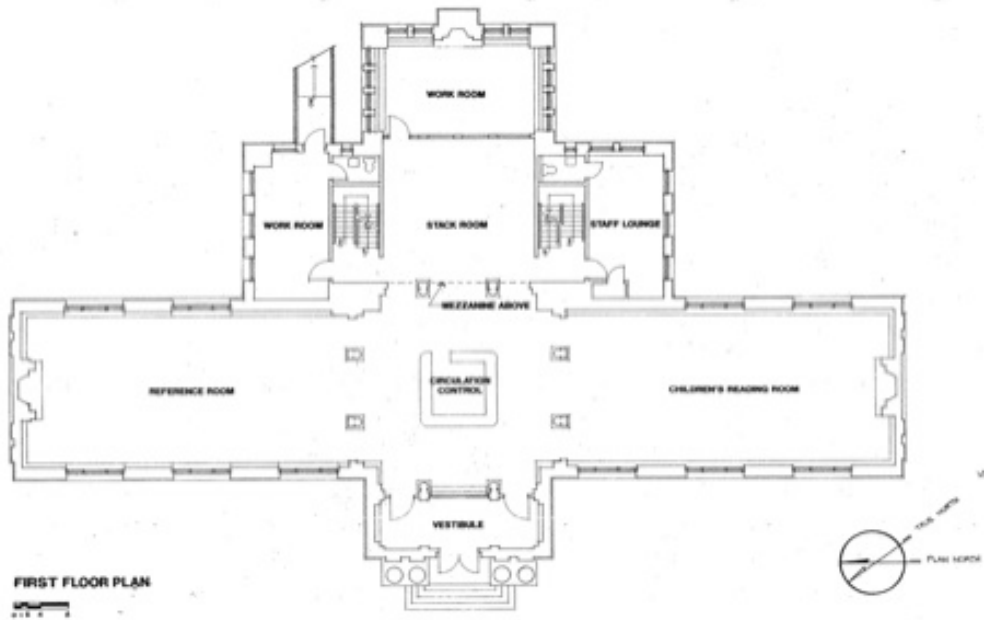 WORK ROOM
WORK ROOM
STACK ROOM
STAFF LOUNGE
MEZZANINE ABOVE
REFERENCE ROOM
CIRCULATION
CONTROL
CHILDREN'S READING ROOM
VESTIBULE
TRUE NORTH
PLAN NORTH
FIRST FLOOR PLAN